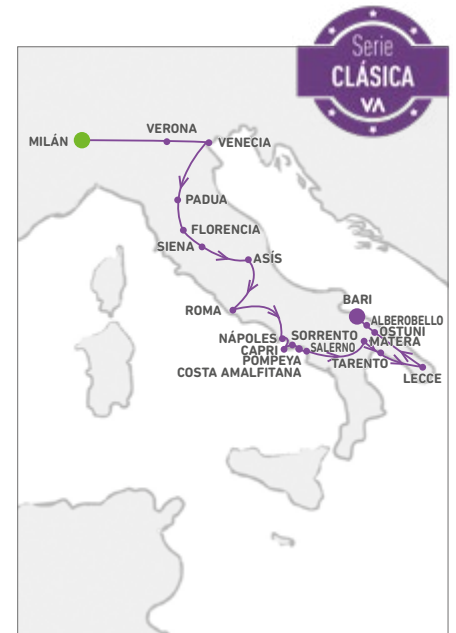 Serie
CLÁSICA
VA
VERONA
MILÁN
VENECIA
PADUA
FLORENCIA
SIENA
ASÍS
BARI
ROMA
ALBEROBELLO
OSTUNI
NÁPOLES
SORRENTO
MATERA
CAPRI
SALERNO
POMPEYA
TARENTO
COSTA AMALFITANA
LECCE